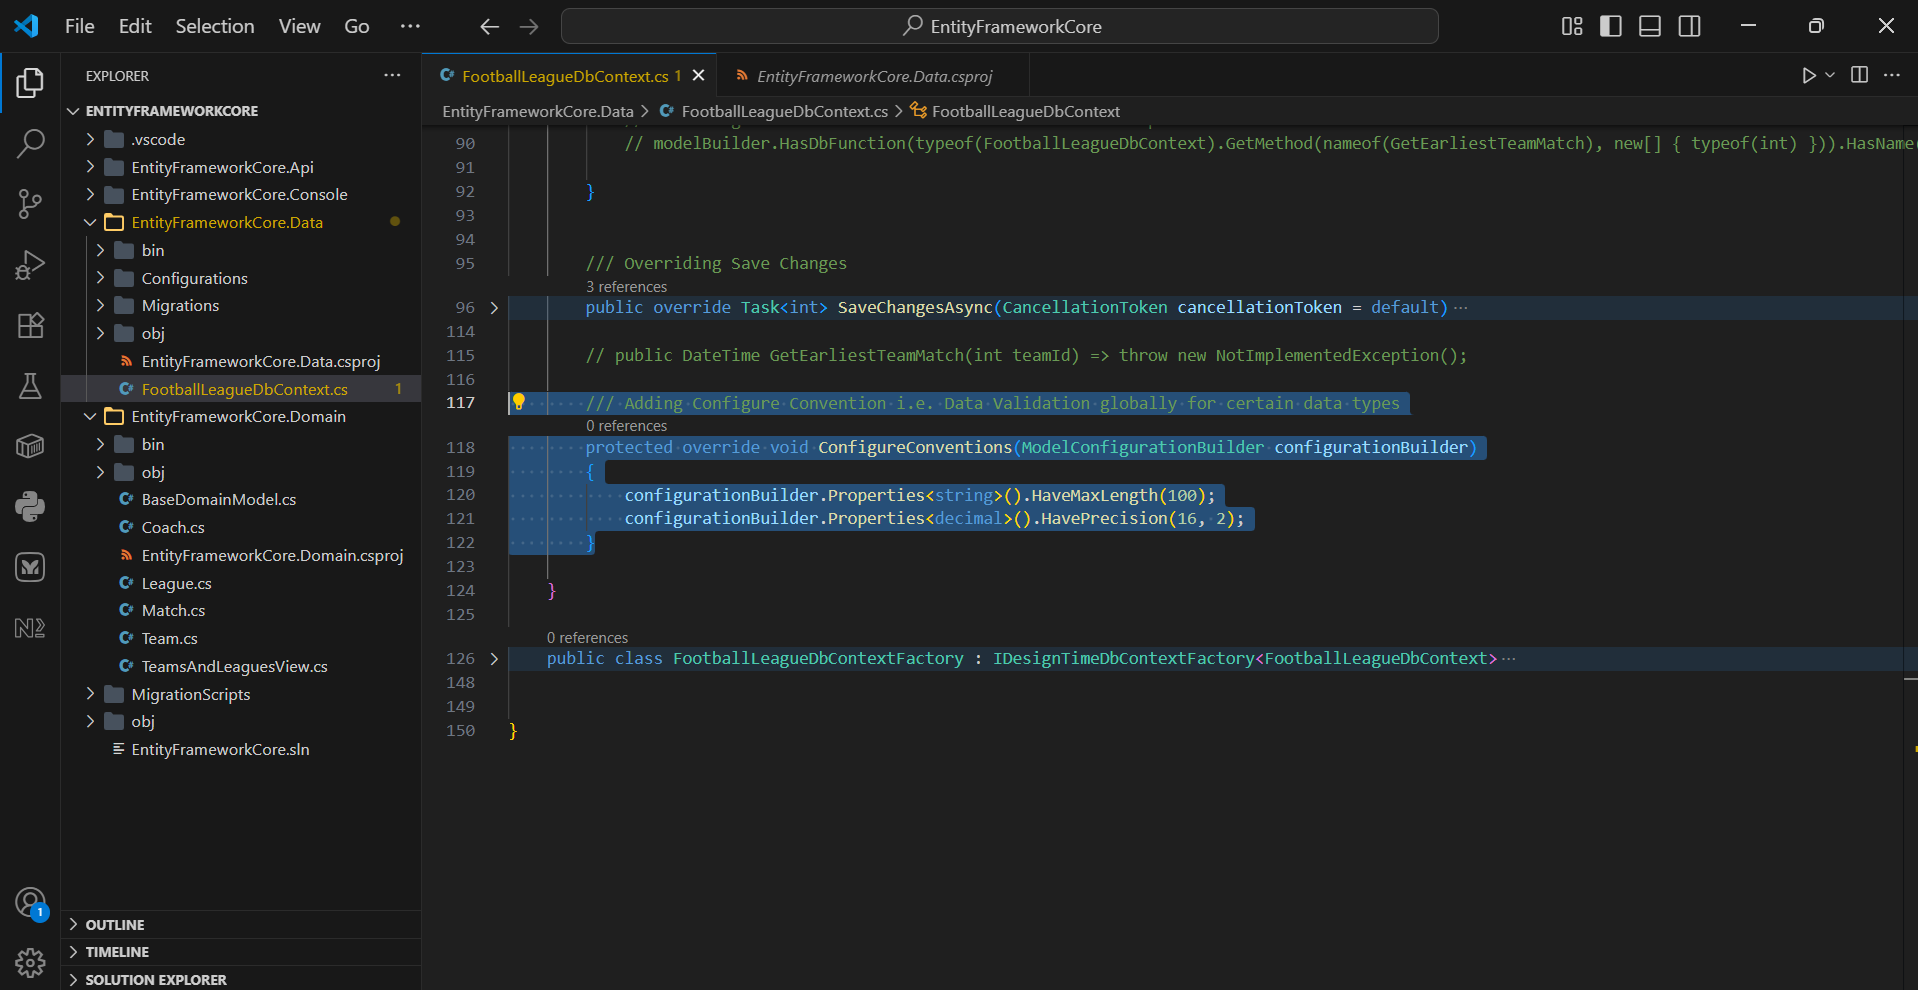 File Edit Selection View Go ···
EntityFrameworkCore
EXPLORER
ENTITYFRAMEWORKCORE
.vscode
EntityFrameworkCore.Api
EntityFrameworkCore.Console
EntityFrameworkCore.Data
bin
Configurations
Migrations
obj
EntityFrameworkCore.Data.csproj
FootballLeagueDbContext.cs 1
EntityFrameworkCore.Domain
bin
obj
BaseDomainModel.cs
Coach.cs
EntityFrameworkCore.Domain.csproj
League.cs
Match.cs
Team.cs
TeamsAndLeaguesView.cs
MigrationScripts
obj
EntityFrameworkCore.sln
OUTLINE
TIMELINE
SOLUTION EXPLORER
1
FootballLeagueDbContext.cs 1
EntityFrameworkCore.Data.csproj
EntityFrameworkCore.Data > FootballLeagueDbContext.cs > FootballLeagueDbContext
90 // modelBuilder.HasDbFunction(typeof(FootballLeagueDbContext).GetMethod(nameof(GetEarliestTeamMatch), new[] { typeof(int) })).HasName(
91
92 }
93
94
95 /// Overriding Save Changes
3 references
96 public override Task<int> SaveChangesAsync(CancellationToken cancellationToken = default)···
114
115 // public DateTime GetEarliestTeamMatch(int teamId) => throw new NotImplementedException();
116
117 /// Adding Configure Convention i.e. Data Validation globally for certain data types
0 references
118 protected override void ConfigureConventions(ModelConfigurationBuilder configurationBuilder)
119 {
120 configurationBuilder.Properties<string>().HaveMaxLength(100);
121 configurationBuilder.Properties<decimal>().HavePrecision(16, 2);
122 }
123
124 }
125
0 references
126 public class FootballLeagueDbContextFactory : IDesignTimeDbContextFactory<FootballLeagueDbContext>···
148
149
150 }